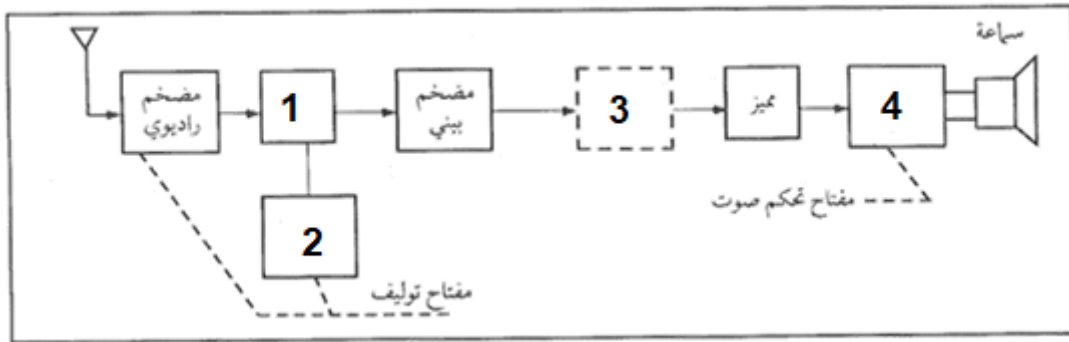 سماعة
مضخم
راديوي
1
مضخم
بيني
3
مميز
4
2
مفتاح تحكم صوت
مفتاح توليف